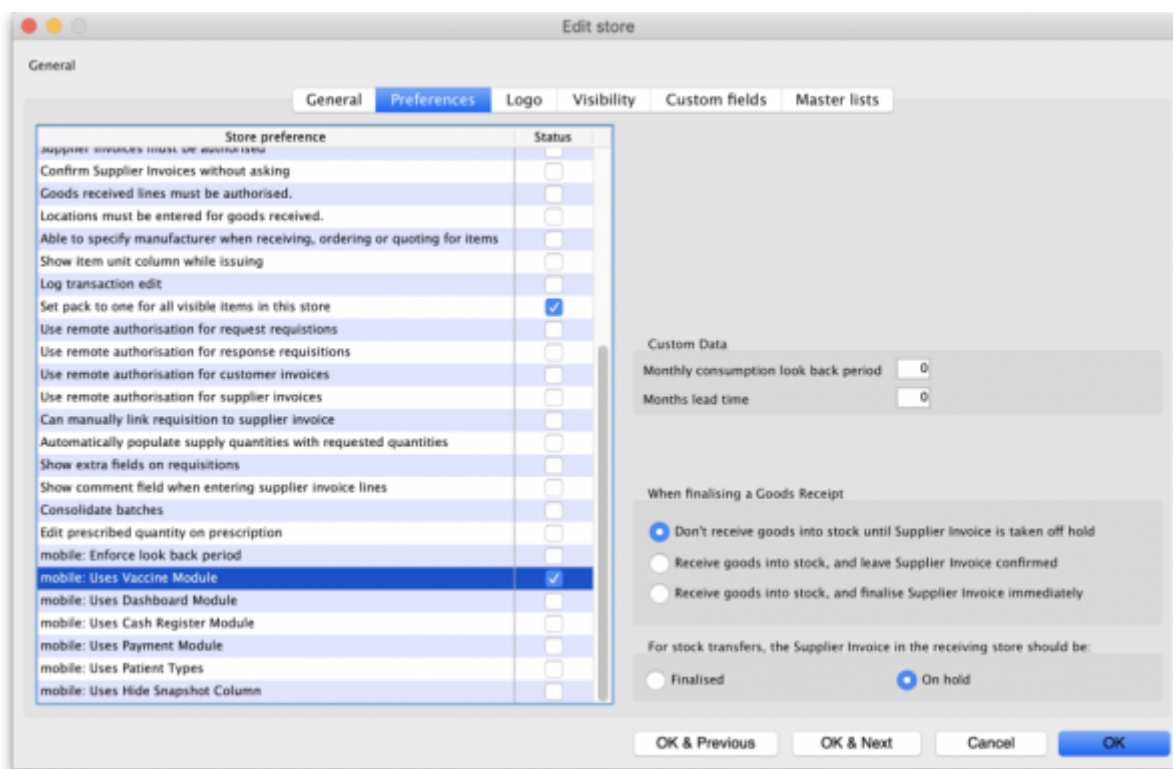 Edit store
General
General Preferences Logo Visibility Custom fields Master lists
Store preference Status
Supplier invoices must be authorised
Confirm Supplier Invoices without asking
Goods received lines must be authorised.
Locations must be entered for goods received.
Able to specify manufacturer when receiving, ordering or quoting for items
Show item unit column while issuing
Log transaction edit
Set pack to one for all visible items in this store
Use remote authorisation for request requistions
Use remote authorisation for response requisitions
Use remote authorisation for customer invoices
Use remote authorisation for supplier invoices
Can manually link requisition to supplier invoice
Automatically populate supply quantities with requested quantities
Show extra fields on requisitions
Show comment field when entering supplier invoice lines
Consolidate batches
Edit prescribed quantity on prescription
mobile: Enforce look back period
mobile: Uses Vaccine Module
mobile: Uses Dashboard Module
mobile: Uses Cash Register Module
mobile: Uses Payment Module
mobile: Uses Patient Types
mobile: Uses Hide Snapshot Column
Custom Data
Monthly consumption look back period 0
Months lead time 0
When finalising a Goods Receipt
Don't receive goods into stock until Supplier Invoice is taken off hold
Receive goods into stock, and leave Supplier Invoice confirmed
Receive goods into stock, and finalise Supplier Invoice immediately
For stock transfers, the Supplier Invoice in the receiving store should be:
Finalised On hold
OK & Previous OK & Next Cancel OK